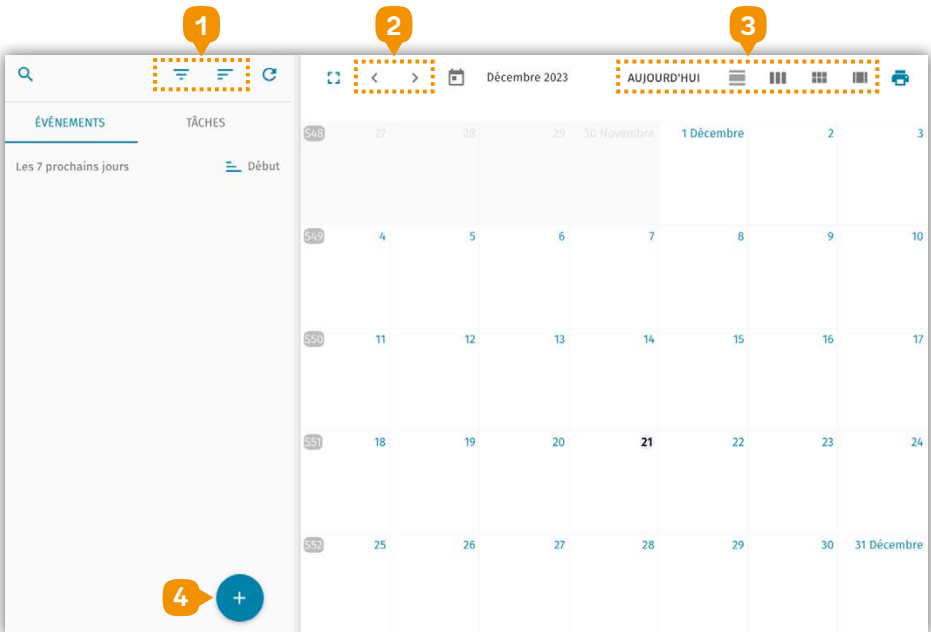 1
2
3
AUJOURD'HUI
Décembre 2023
ÉVÉNEMENTS TÂCHES
Les 7 prochains jours Début
S48 27 28 29 30 Novembre 1 Décembre 2 3
S49 4 5 6 7 8 9 10
S50 11 12 13 14 15 16 17
S51 18 19 20 21 22 23 24
S52 25 26 27 28 29 30 31 Décembre
4